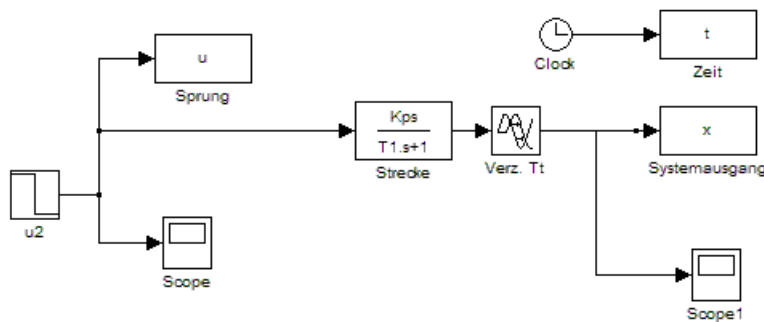 u
Sprung
t
Clock
Zeit
Kps
T1.s+1
Strecke
Verz. Tt
x
Systemausgang
u2
Scope
Scope1